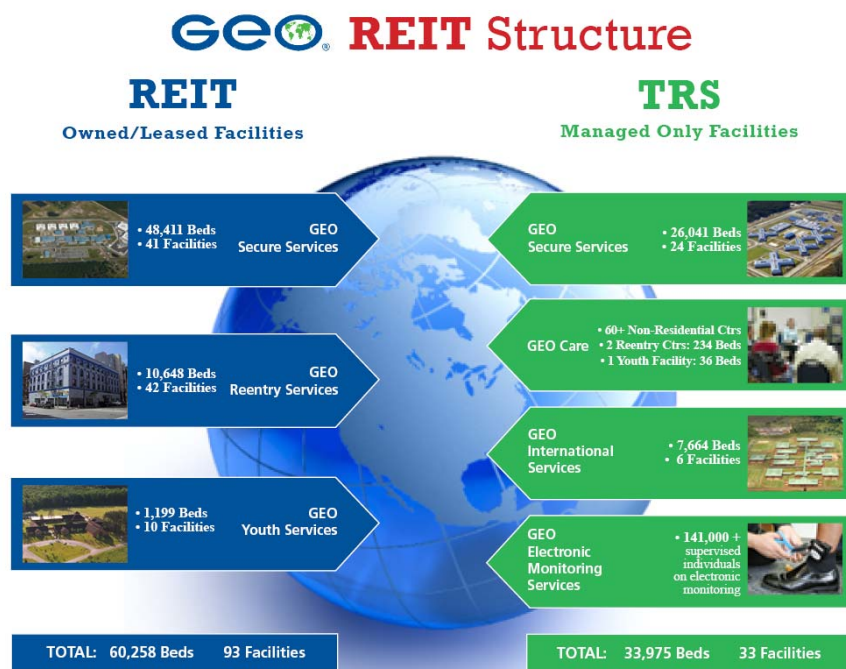 GEO® REIT Structure
REIT
Owned/Leased Facilities
• 48,411 Beds
• 41 Facilities
GEO
Secure Services
• 10,648 Beds
• 42 Facilities
GEO
Reentry Services
• 1,199 Beds
• 10 Facilities
GEO
Youth Services
TOTAL: 60,258 Beds 93 Facilities
TRS
Managed Only Facilities
GEO
Secure Services
• 26,041 Beds
• 24 Facilities
GEO Care
• 60+ Non-Residential Ctrs
• 2 Reentry Ctrs: 234 Beds
• 1 Youth Facility: 36 Beds
GEO
International
Services
• 7,664 Beds
• 6 Facilities
GEO
Electronic
Monitoring
Services
• 141,000 +
supervised
individuals
on electronic
monitoring
TOTAL: 33,975 Beds 33 Facilities